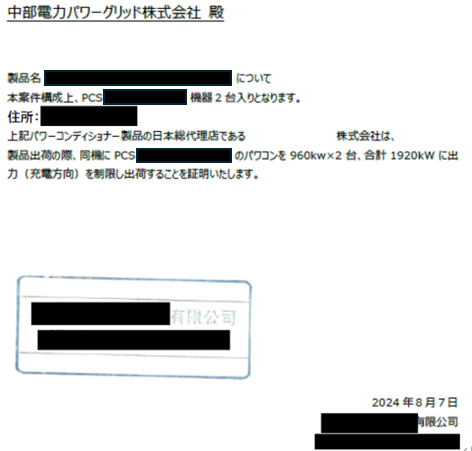 中部電力パワーグリッド株式会社 殿
製品名 について
本案件構成上、PCS 機器2台入りとなります。
住所：
上記パワーコンディショナー製品の日本総代理店である 株式会社は、
製品出荷の際、同機に PCS のパワコンを 960kw×2 台、合計 1920kW に出
力（充電方向）を制限し出荷することを証明いたします。
有限公司
2024 年 8 月 7 日
有限公司